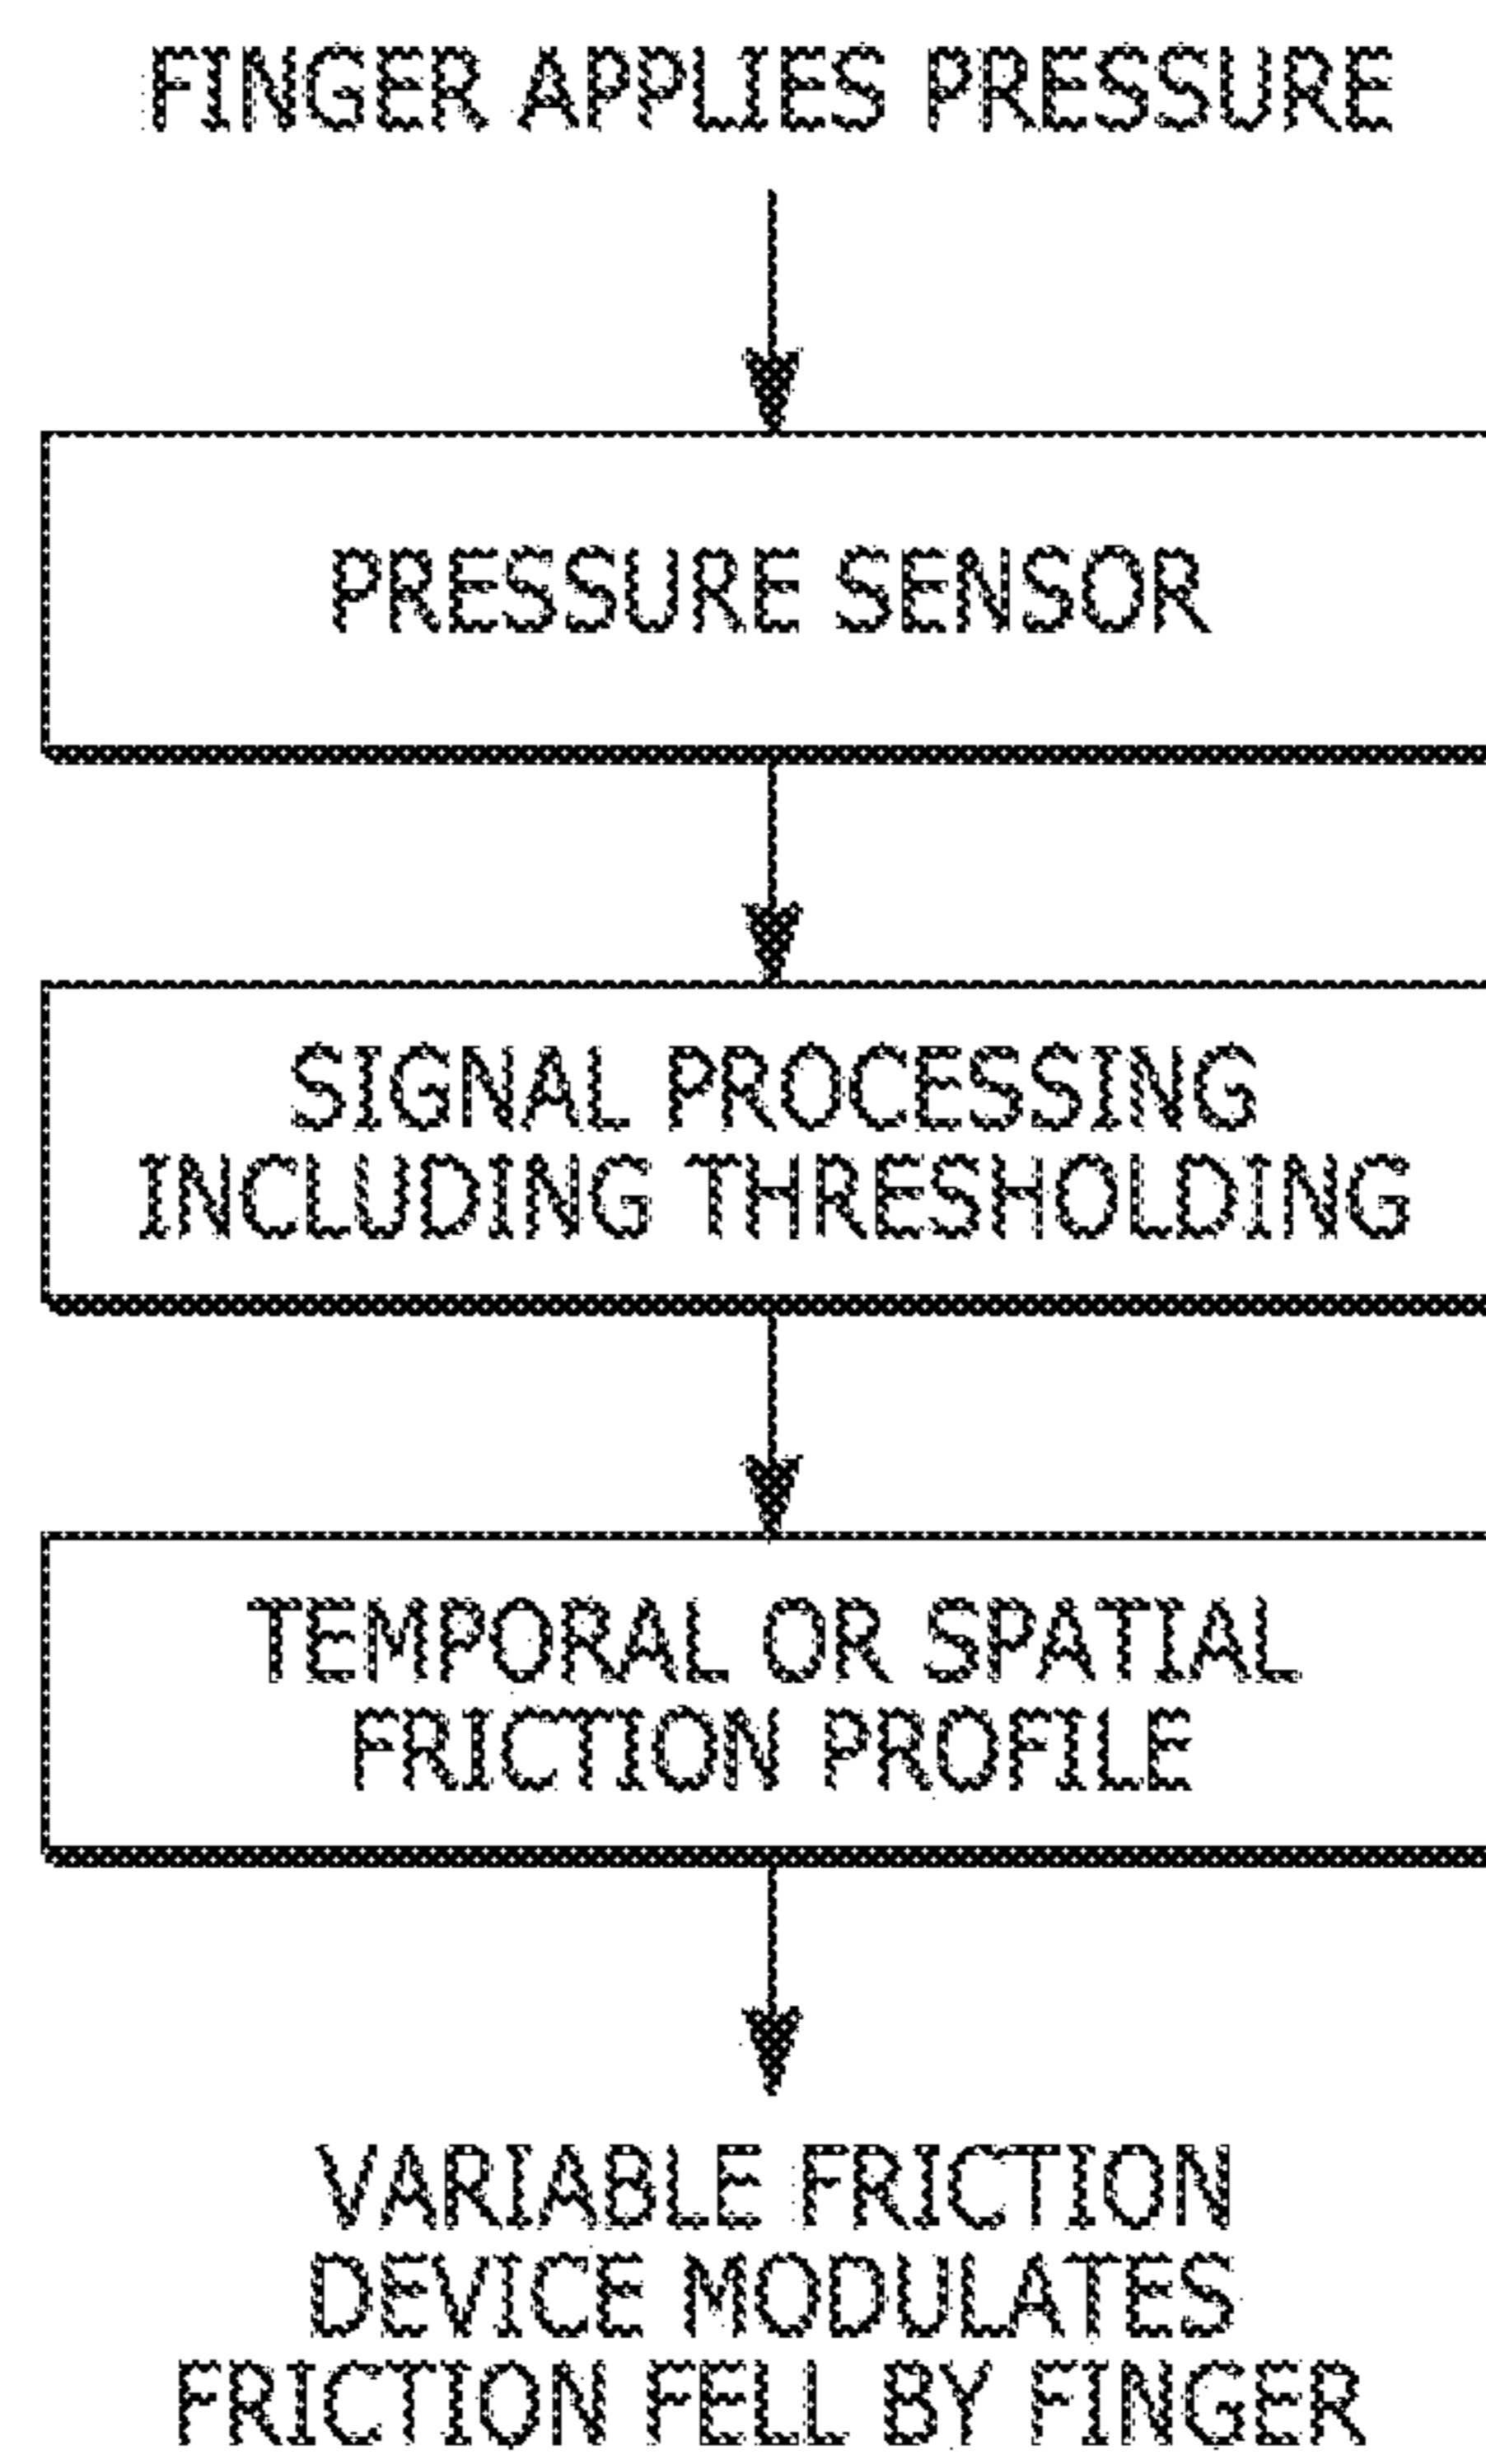 FINGER APPLIES PRESSURE
PRESSURE SENSOR
SIGNAL PROCESSING
INCLUDING THRESHOLDING
TEMPORAL OR SPATIAL
FRICTION PROFILE
VARIABLE FRICTION
DEVICE MODULATES
FRICTION FELL BY FINGER